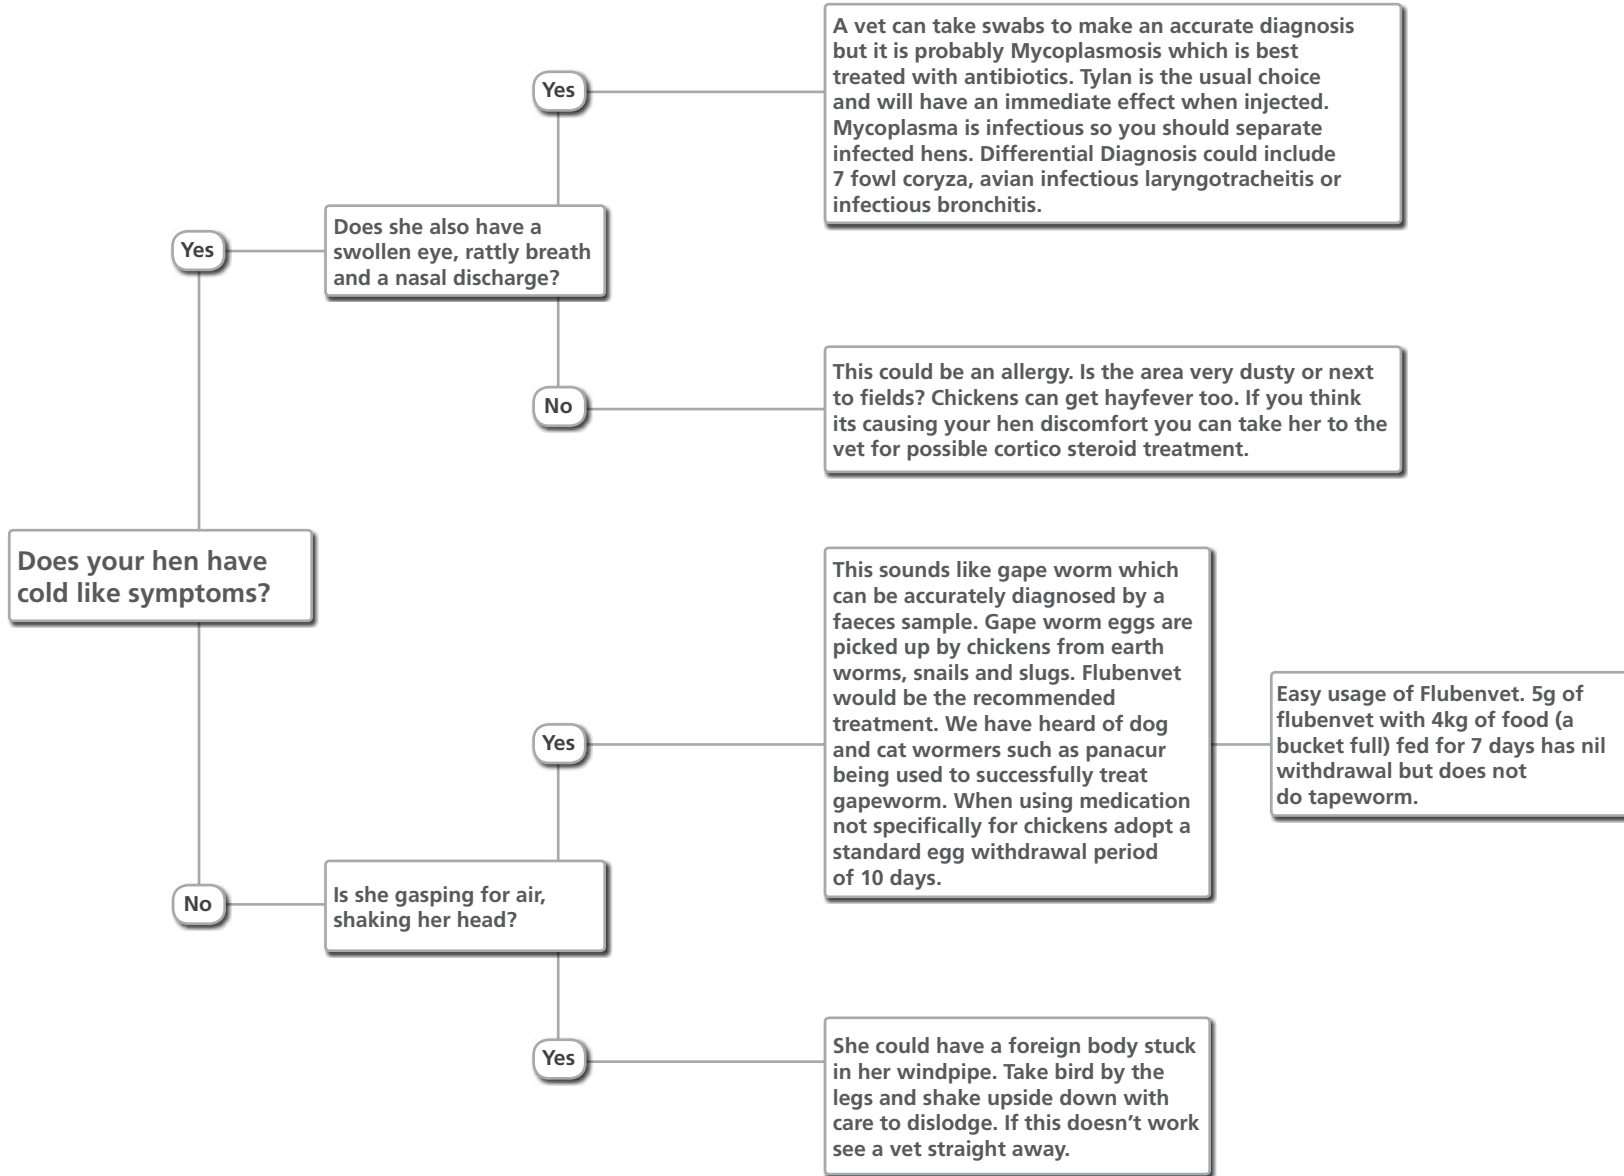 Does your hen have
cold like symptoms?
Yes
Does she also have a
swollen eye, rattly breath
and a nasal discharge?
Yes
A vet can take swabs to make an accurate diagnosis
but it is probably Mycoplasmosis which is best
treated with antibiotics. Tylan is the usual choice
and will have an immediate effect when injected.
Mycoplasma is infectious so you should separate
infected hens. Differential Diagnosis could include
7 fowl coryza, avian infectious laryngotracheitis or
infectious bronchitis.
No
This could be an allergy. Is the area very dusty or next
to fields? Chickens can get hayfever too. If you think
its causing your hen discomfort you can take her to the
vet for possible cortico steroid treatment.
No
Is she gasping for air,
shaking her head?
Yes
This sounds like gape worm which
can be accurately diagnosed by a
faeces sample. Gape worm eggs are
picked up by chickens from earth
worms, snails and slugs. Flubenvet
would be the recommended
treatment. We have heard of dog
and cat wormers such as panacur
being used to successfully treat
gapeworm. When using medication
not specifically for chickens adopt a
standard egg withdrawal period
of 10 days.
Easy usage of Flubenvet. 5g of
flubenvet with 4kg of food (a
bucket full) fed for 7 days has nil
withdrawal but does not
do tapeworm.
Yes
She could have a foreign body stuck
in her windpipe. Take bird by the
legs and shake upside down with
care to dislodge. If this doesn't work
see a vet straight away.